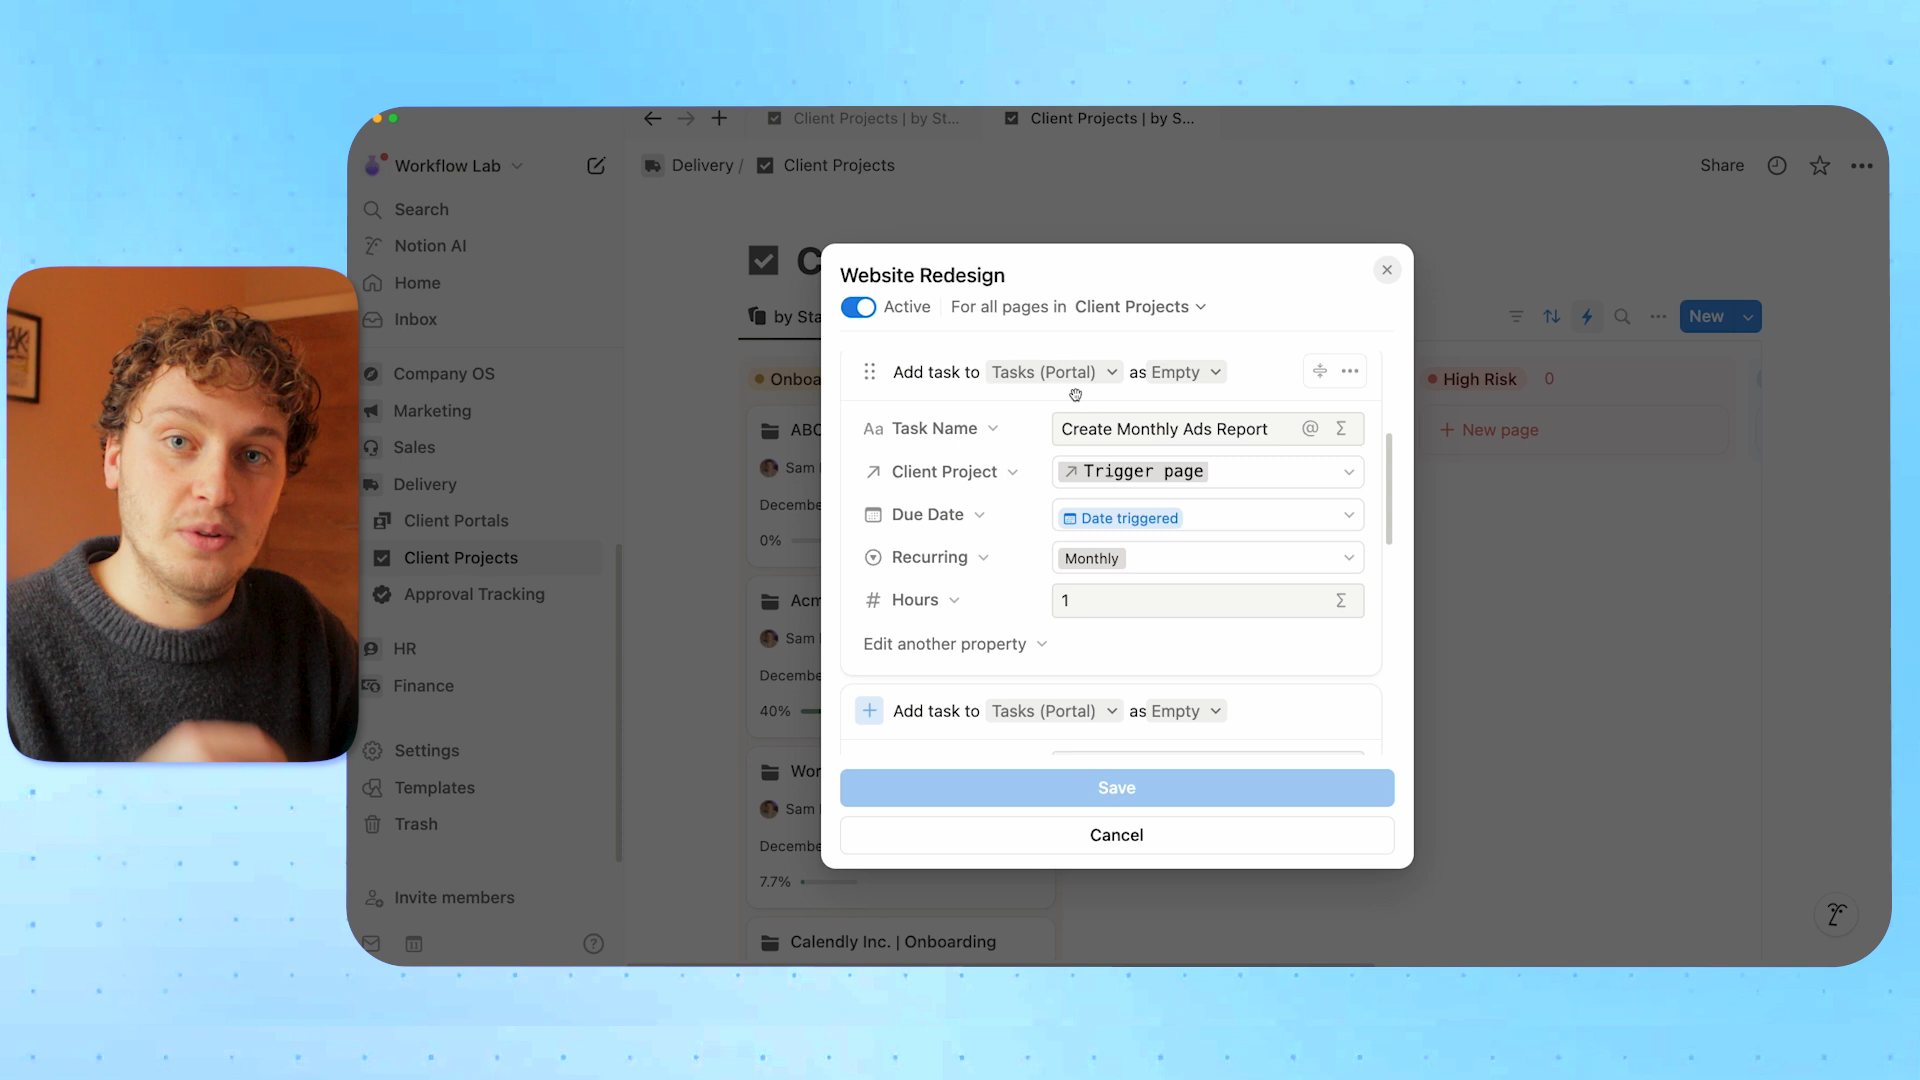 Client Projects | by St...
Client Projects | by S...
Workflow Lab
Delivery / Client Projects
Share
Search
Notion AI
Home
Inbox
Company OS
Marketing
Sales
Delivery
Client Portals
Client Projects
Approval Tracking
HR
Finance
Settings
Templates
Trash
Invite members
C
by Sta
New
Onboa
ABC
Sam
December
0%
Acm
Sam
December
40%
Wor
Sam
Decembe
7.7%
Calendly Inc. | Onboarding
High Risk 0
+ New page
Website Redesign
Active For all pages in Client Projects
Add task to Tasks (Portal) as Empty
Aa Task Name Create Monthly Ads Report @ Σ
Client Project Trigger page
Due Date Date triggered
Recurring Monthly
# Hours 1 Σ
Edit another property
Add task to Tasks (Portal) as Empty
Save
Cancel